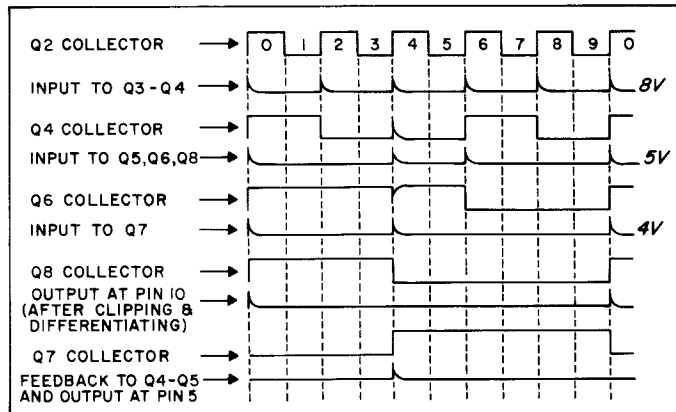 Q2 COLLECTOR
0 1 2 3 4 5 6 7 8 9 0
INPUT TO Q3-Q4
8V
Q4 COLLECTOR
INPUT TO Q5,Q6,Q8
5V
Q6 COLLECTOR
INPUT TO Q7
4V
Q8 COLLECTOR
OUTPUT AT PIN 10
(AFTER CLIPPING &
DIFFERENTIATING)
Q7 COLLECTOR
FEEDBACK TO Q4-Q5
AND OUTPUT AT PIN 5